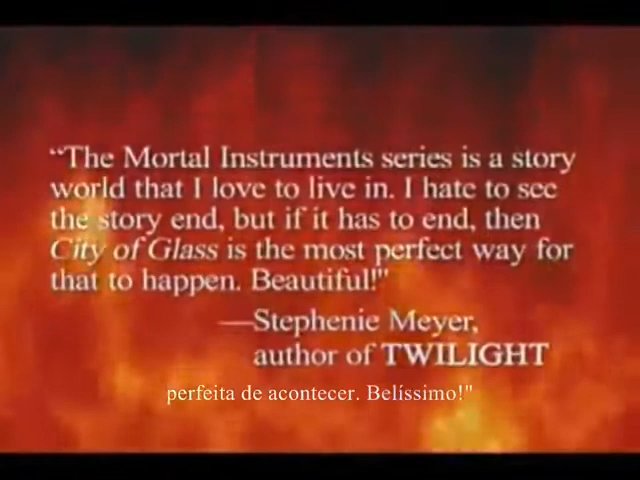 “The Mortal Instruments series is a story
world that I love to live in. I hate to see
the story end, but if it has to end, then
City of Glass is the most perfect way for
that to happen. Beautiful!"
—Stephenie Meyer,
author of TWILIGHT
perfeita de acontecer. Belíssimo!"